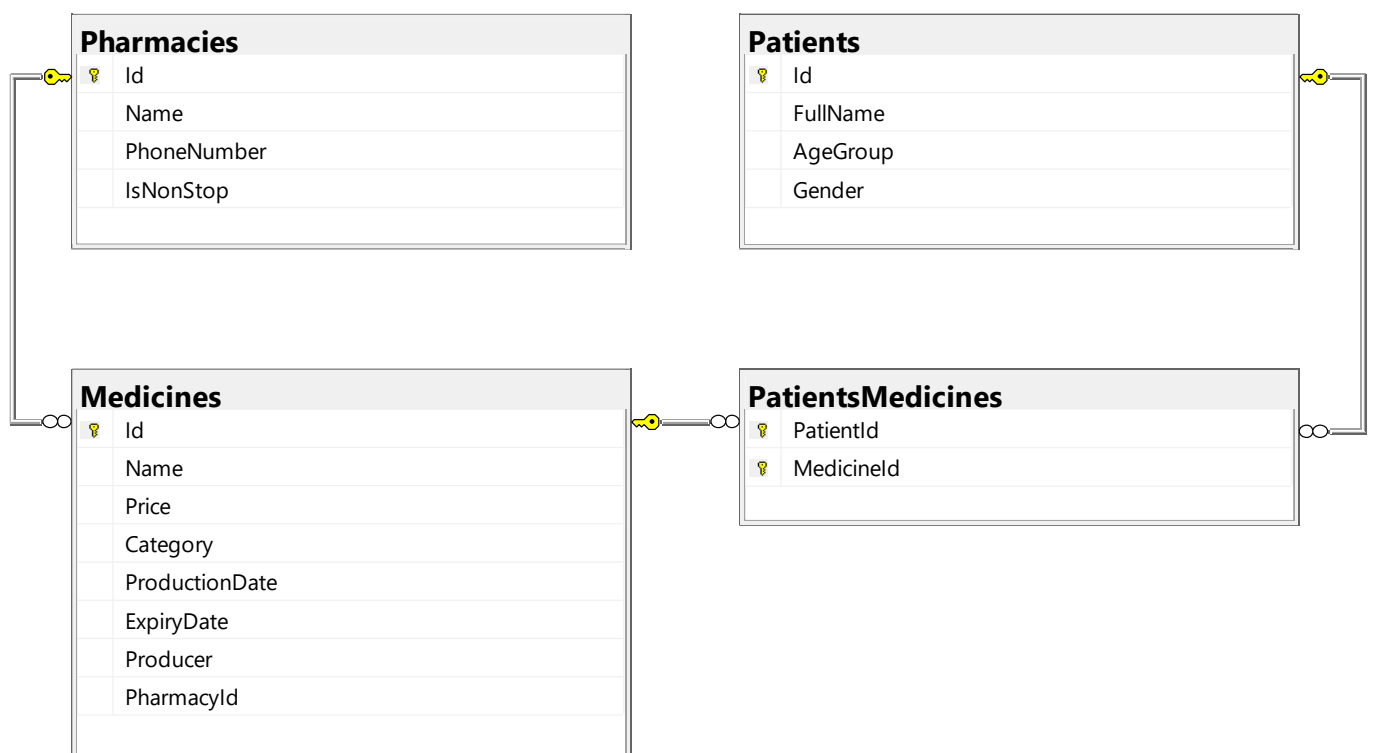 Pharmacies
Id
Name
PhoneNumber
IsNonStop
Patients
Id
FullName
AgeGroup
Gender
Medicines
Id
Name
Price
Category
ProductionDate
ExpiryDate
Producer
PharmacyId
PatientsMedicines
PatientId
MedicineId